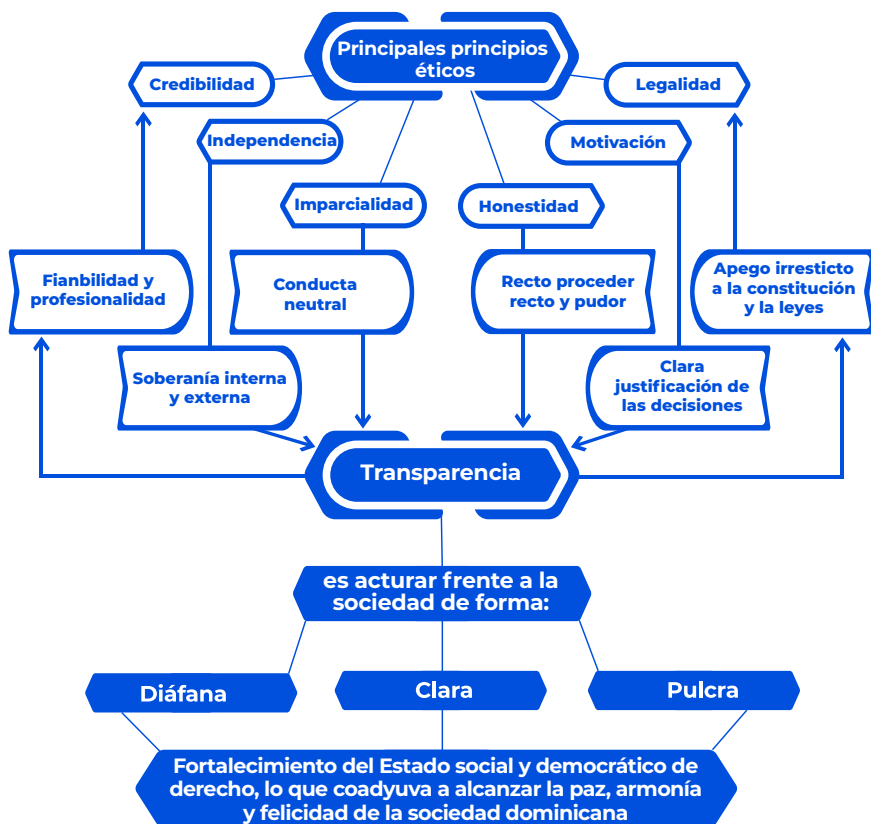 Principales principios
éticos
Credibilidad
Legalidad
Independencia
Motivación
Imparcialidad
Honestidad
Fianbilidad y
profesionalidad
Conducta
neutral
Recto proceder
recto y pudor
Apego irresticto
a la constitución
y la leyes
Soberanía interna
y externa
Clara
justificación de
las decisiones
Transparencia
es acturar frente a la
sociedad de forma:
Diáfana
Clara
Pulcra
Fortalecimiento del Estado social y democrático de
derecho, lo que coadyuva a alcanzar la paz, armonía
y felicidad de la sociedad dominicana